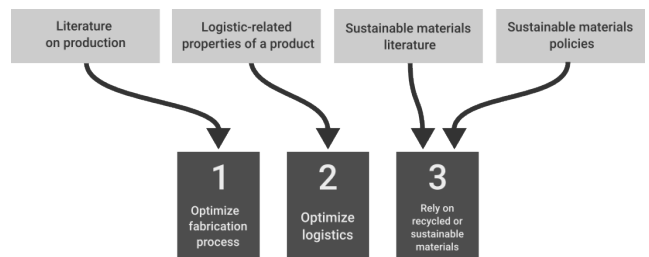 Literature
on production
Logistic-related
properties of a product
Sustainable materials
literature
Sustainable materials
policies
1
Optimize
fabrication
process
2
Optimize
logistics
3
Rely on
recycled or
sustainable
materials